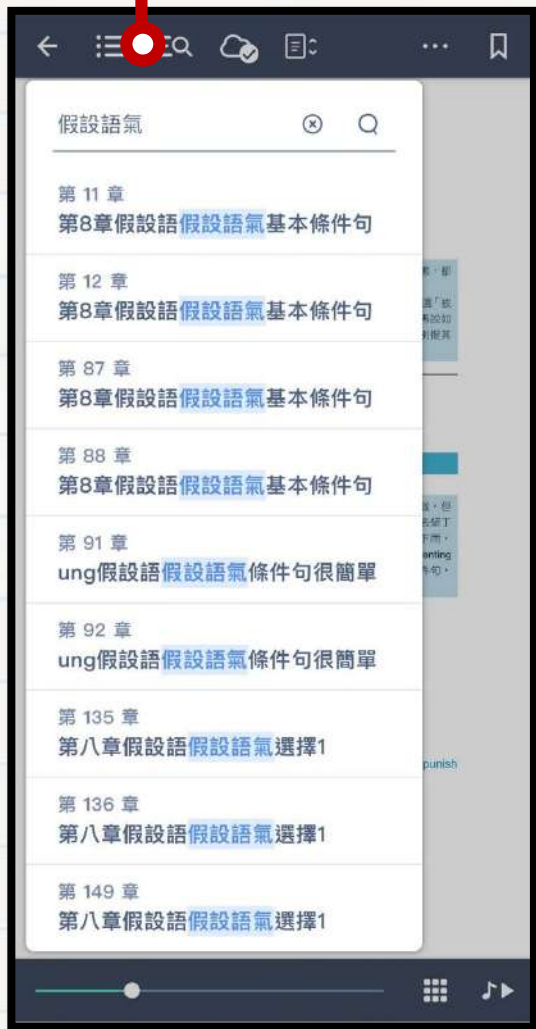 假設語氣
第 11 章
第8章假設語假設語氣基本條件句
第 12 章
第8章假設語假設語氣基本條件句
第 87 章
第8章假設語假設語氣基本條件句
第 88 章
第8章假設語假設語氣基本條件句
第 91 章
ung假設語假設語氣條件句很簡單
第 92 章
ung假設語假設語氣條件句很簡單
第 135 章
第八章假設語假設語氣選擇1
第 136 章
第八章假設語假設語氣選擇1
第 149 章
第八章假設語假設語氣選擇1
punish